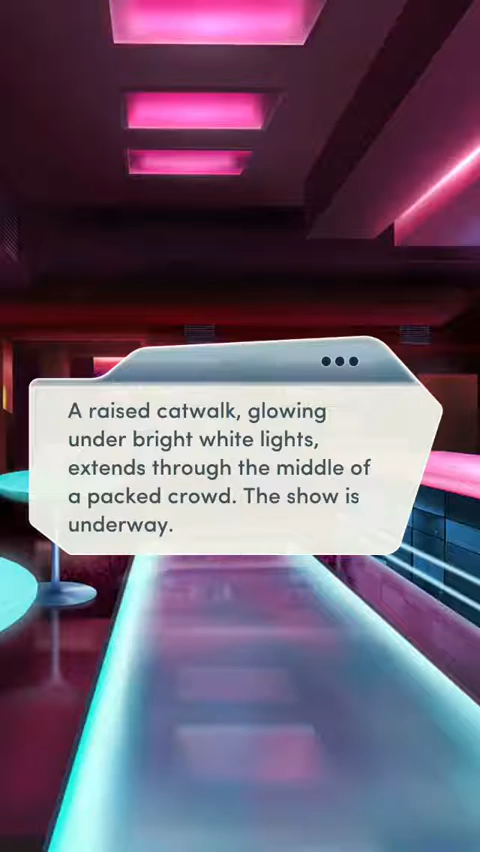 A raised catwalk, glowing
under bright white lights,
extends through the middle of
a packed crowd. The show is
underway.